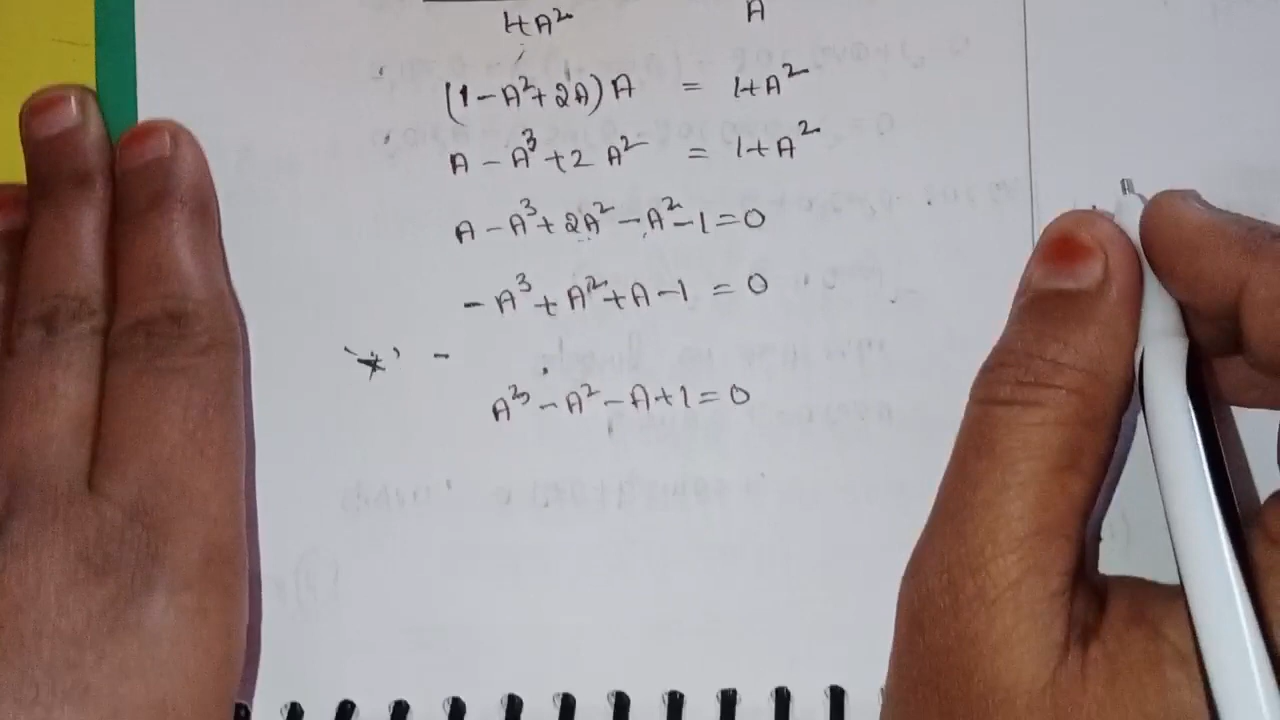 1+A² A
(1-A²+2A)A = 1+A²
A-A³+2A² = 1+A²
A-A³+2A²-A²-1=0
-A³+A²+A-1=0
'×' -
A³-A²-A+1=0